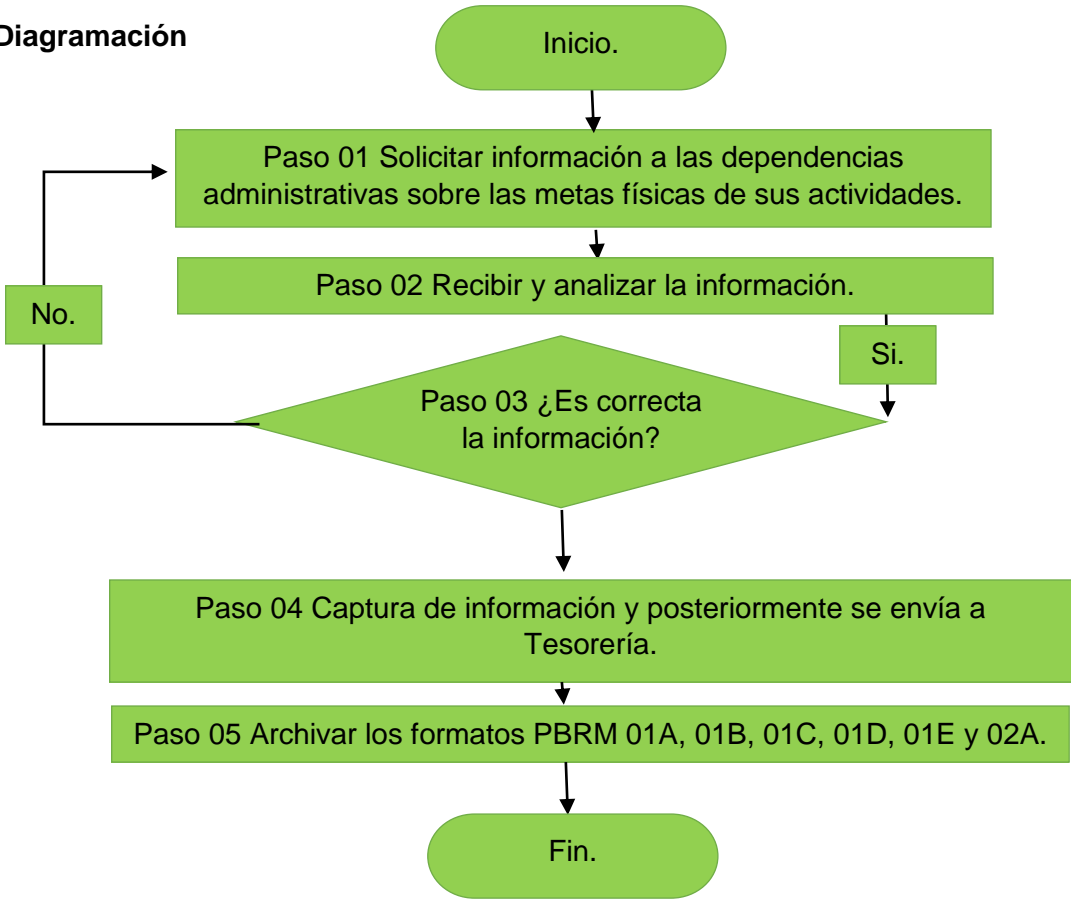 Diagramación
Inicio.
Paso 01 Solicitar información a las dependencias
administrativas sobre las metas físicas de sus actividades.
Paso 02 Recibir y analizar la información.
No.
Si.
Paso 03 ¿Es correcta
la información?
Paso 04 Captura de información y posteriormente se envía a
Tesorería.
Paso 05 Archivar los formatos PBRM 01A, 01B, 01C, 01D, 01E y 02A.
Fin.